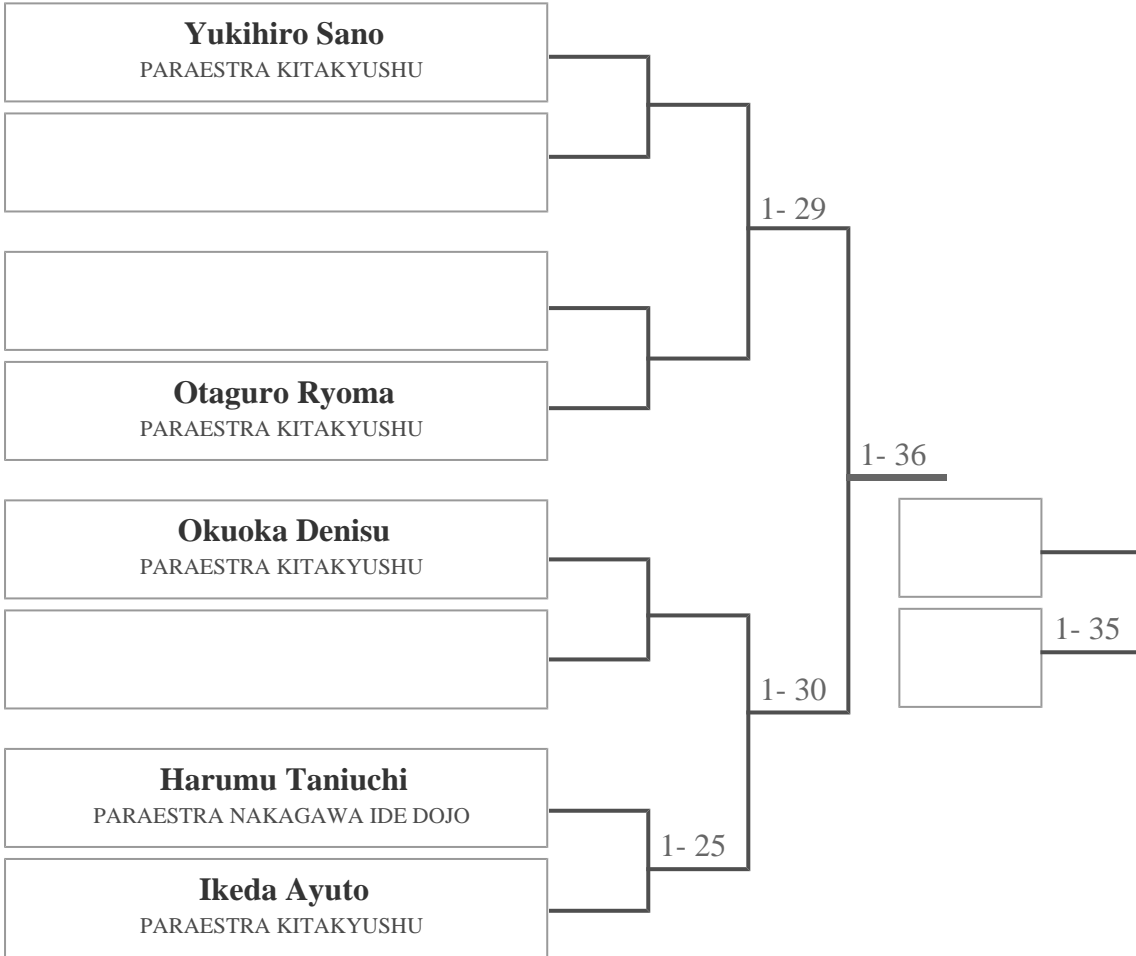 Yukihiro Sano
PARAESTRA KITAKYUSHU
1- 29
Otaguro Ryoma
PARAESTRA KITAKYUSHU
1- 36
Okuoka Denisu
PARAESTRA KITAKYUSHU
1- 35
1- 30
Harumu Taniuchi
PARAESTRA NAKAGAWA IDE DOJO
1- 25
Ikeda Ayuto
PARAESTRA KITAKYUSHU